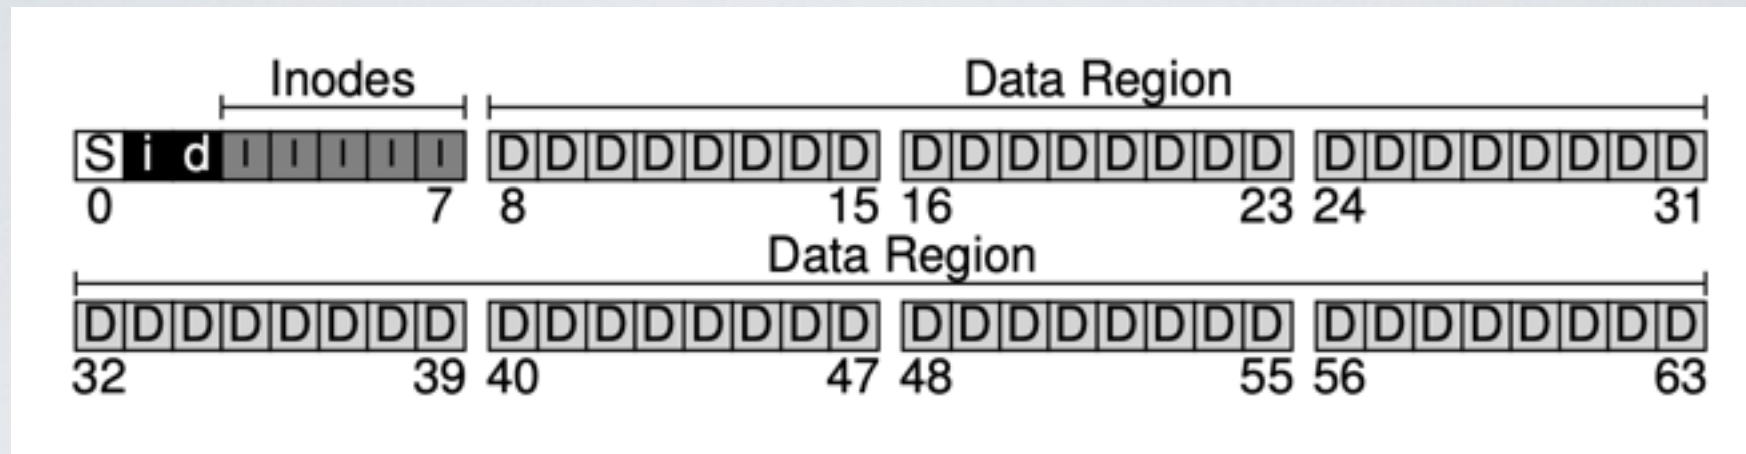 Inodes Data Region
S i d I I I I I D D D D D D D D D D D D D D D D D D D D D D D D
0 7 8 15 16 23 24 31
Data Region
D D D D D D D D D D D D D D D D D D D D D D D D D D D D D D D D
32 39 40 47 48 55 56 63